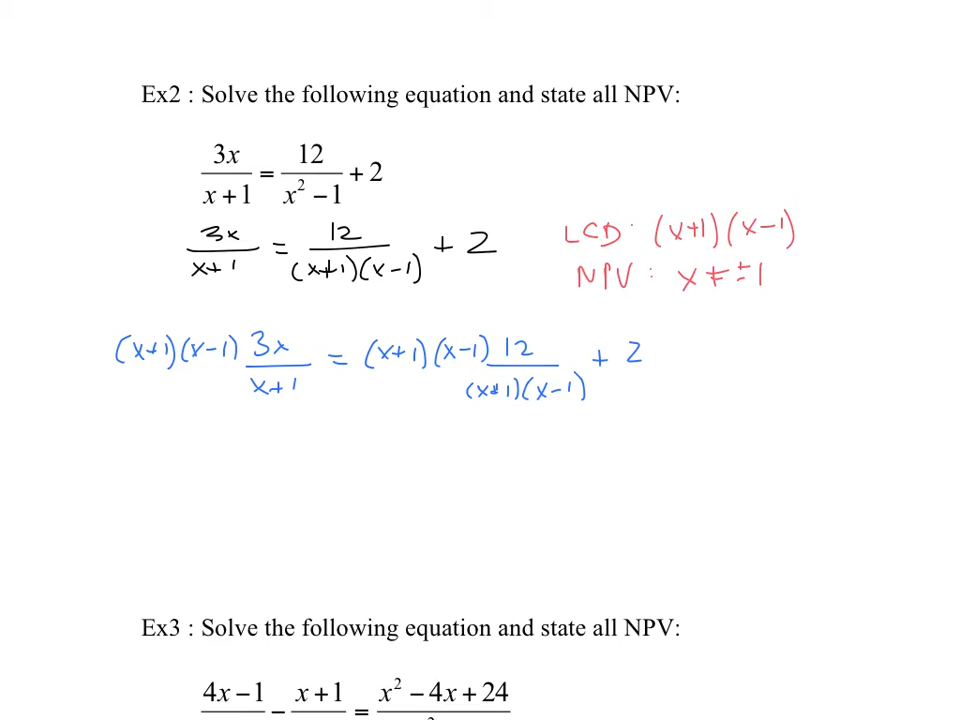 Ex2 : Solve the following equation and state all NPV:
3x/(x+1) = 12/(x²−1) + 2
3x/(x+1) = 12/((x+1)(x−1)) + 2
LCD: (x+1)(x−1)
NPV: x ≠ ±1
(x+1)(x−1) 3x/(x+1) = (x+1)(x−1) 12/((x+1)(x−1)) + 2
Ex3 : Solve the following equation and state all NPV:
4x−1 − x+1 = x²−4x+24